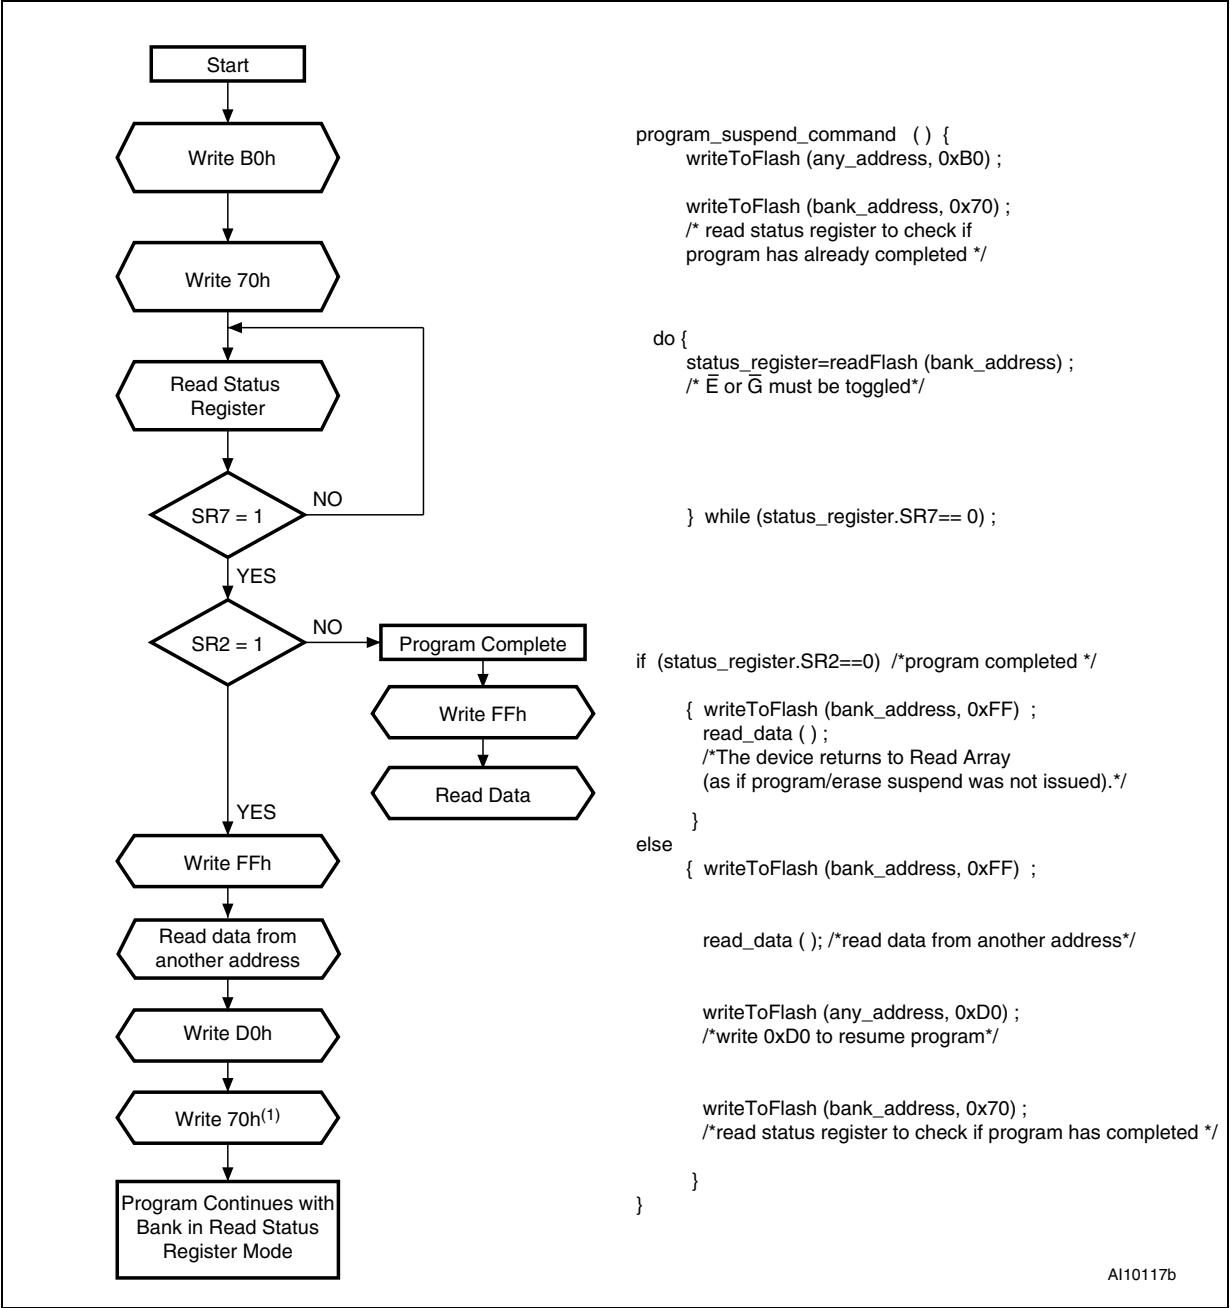 Start
Write B0h
Write 70h
Read Status
Register
SR7 = 1
NO
YES
SR2 = 1
NO
Program Complete
Write FFh
Read Data
YES
Write FFh
Read data from
another address
Write D0h
Write 70h(1)
Program Continues with
Bank in Read Status
Register Mode
program_suspend_command ( ) {
writeToFlash (any_address, 0xB0) ;
writeToFlash (bank_address, 0x70) ;
/* read status register to check if
program has already completed */
do {
status_register=readFlash (bank_address) ;
/* E̅ or G̅ must be toggled*/
} while (status_register.SR7== 0) ;
if (status_register.SR2==0) /*program completed */
{ writeToFlash (bank_address, 0xFF) ;
read_data ( ) ;
/*The device returns to Read Array
(as if program/erase suspend was not issued).*/
}
else
{ writeToFlash (bank_address, 0xFF) ;
read_data ( ); /*read data from another address*/
writeToFlash (any_address, 0xD0) ;
/*write 0xD0 to resume program*/
writeToFlash (bank_address, 0x70) ;
/*read status register to check if program has completed */
}
}
AI10117b